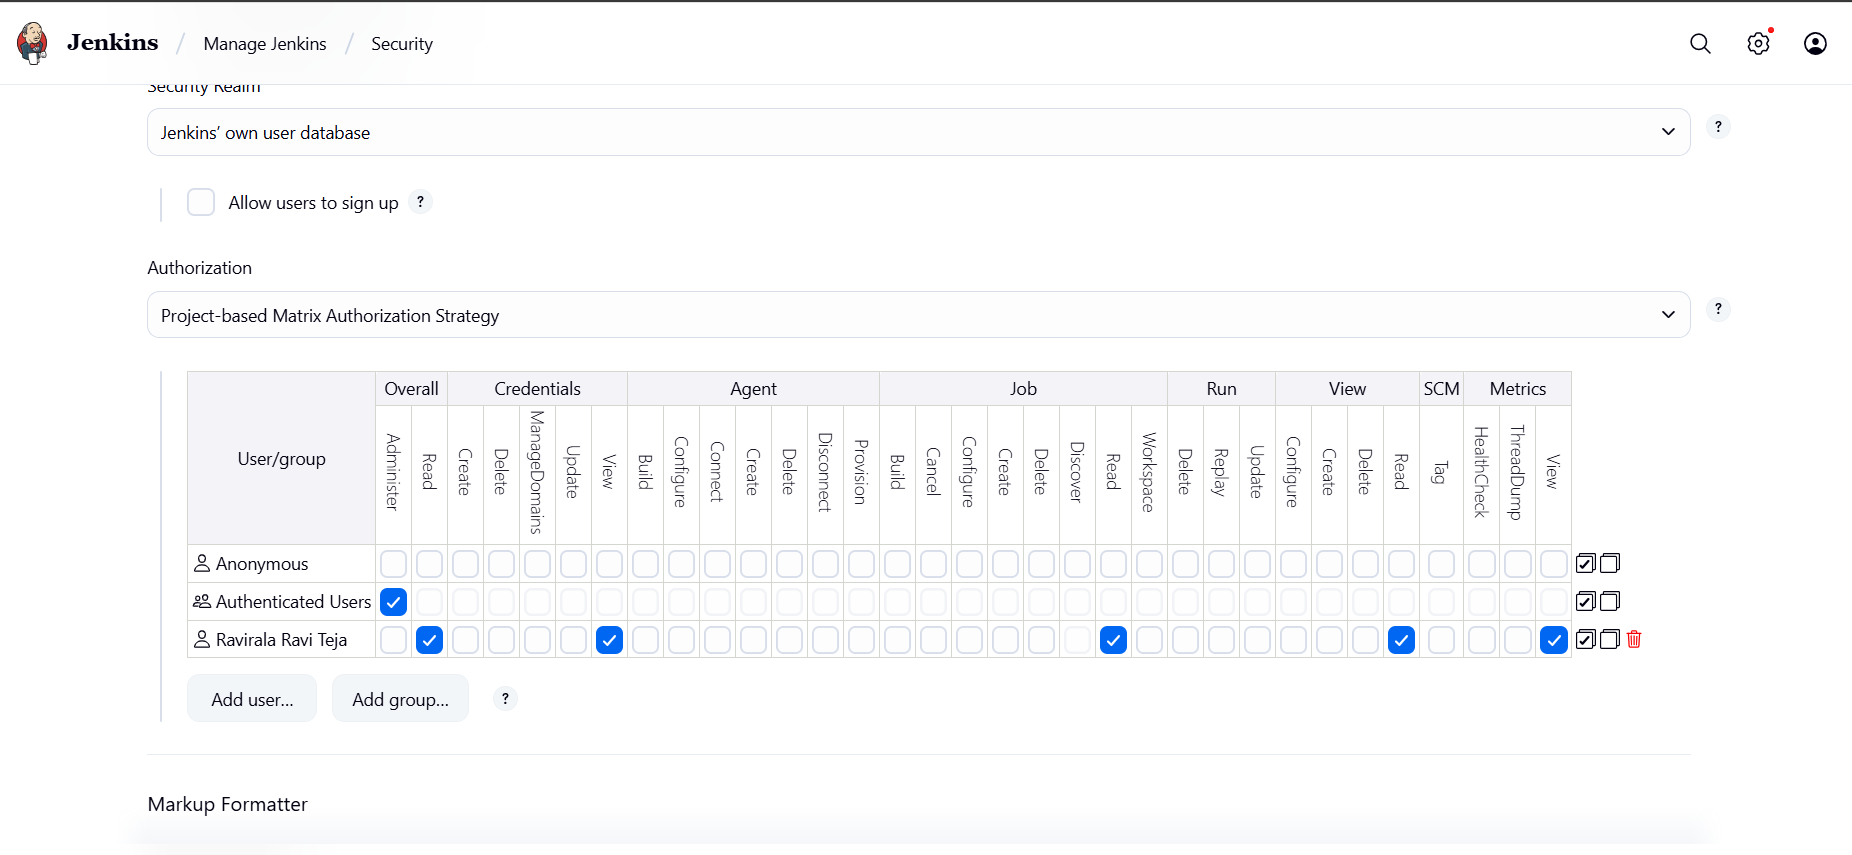 Jenkins / Manage Jenkins / Security
Security Realm
Jenkins’ own user database
?
Allow users to sign up ?
Authorization
Project-based Matrix Authorization Strategy
?
User/group Overall Credentials Agent Job Run View SCM Metrics
Administer Read Create Delete ManageDomains Update View Build Configure Connect Create Delete Disconnect Provision Build Cancel Configure Create Delete Discover Read Workspace Delete Replay Update Configure Create Delete Read Tag HealthCheck ThreadDump View
Anonymous
Authenticated Users
Ravirala Ravi Teja
Add user... Add group... ?
Markup Formatter